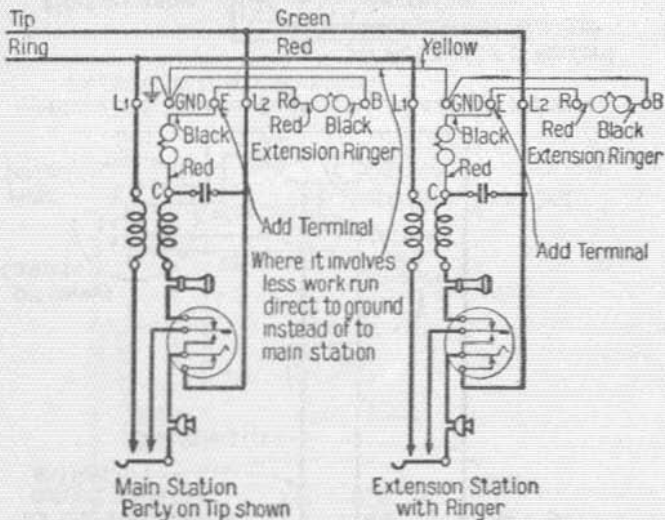 Tip
Green
Ring
Red
Yellow
L1 GND E L2 R B L1 GND E L2 R B
Black
Red
Black
Black
Red
Black
Extension Ringer
Extension Ringer
Red
Red
C
C
Add Terminal
Add Terminal
Where it involves
less work run
direct to ground
instead of to
main station
Main Station
Party on Tip shown
Extension Station
with Ringer